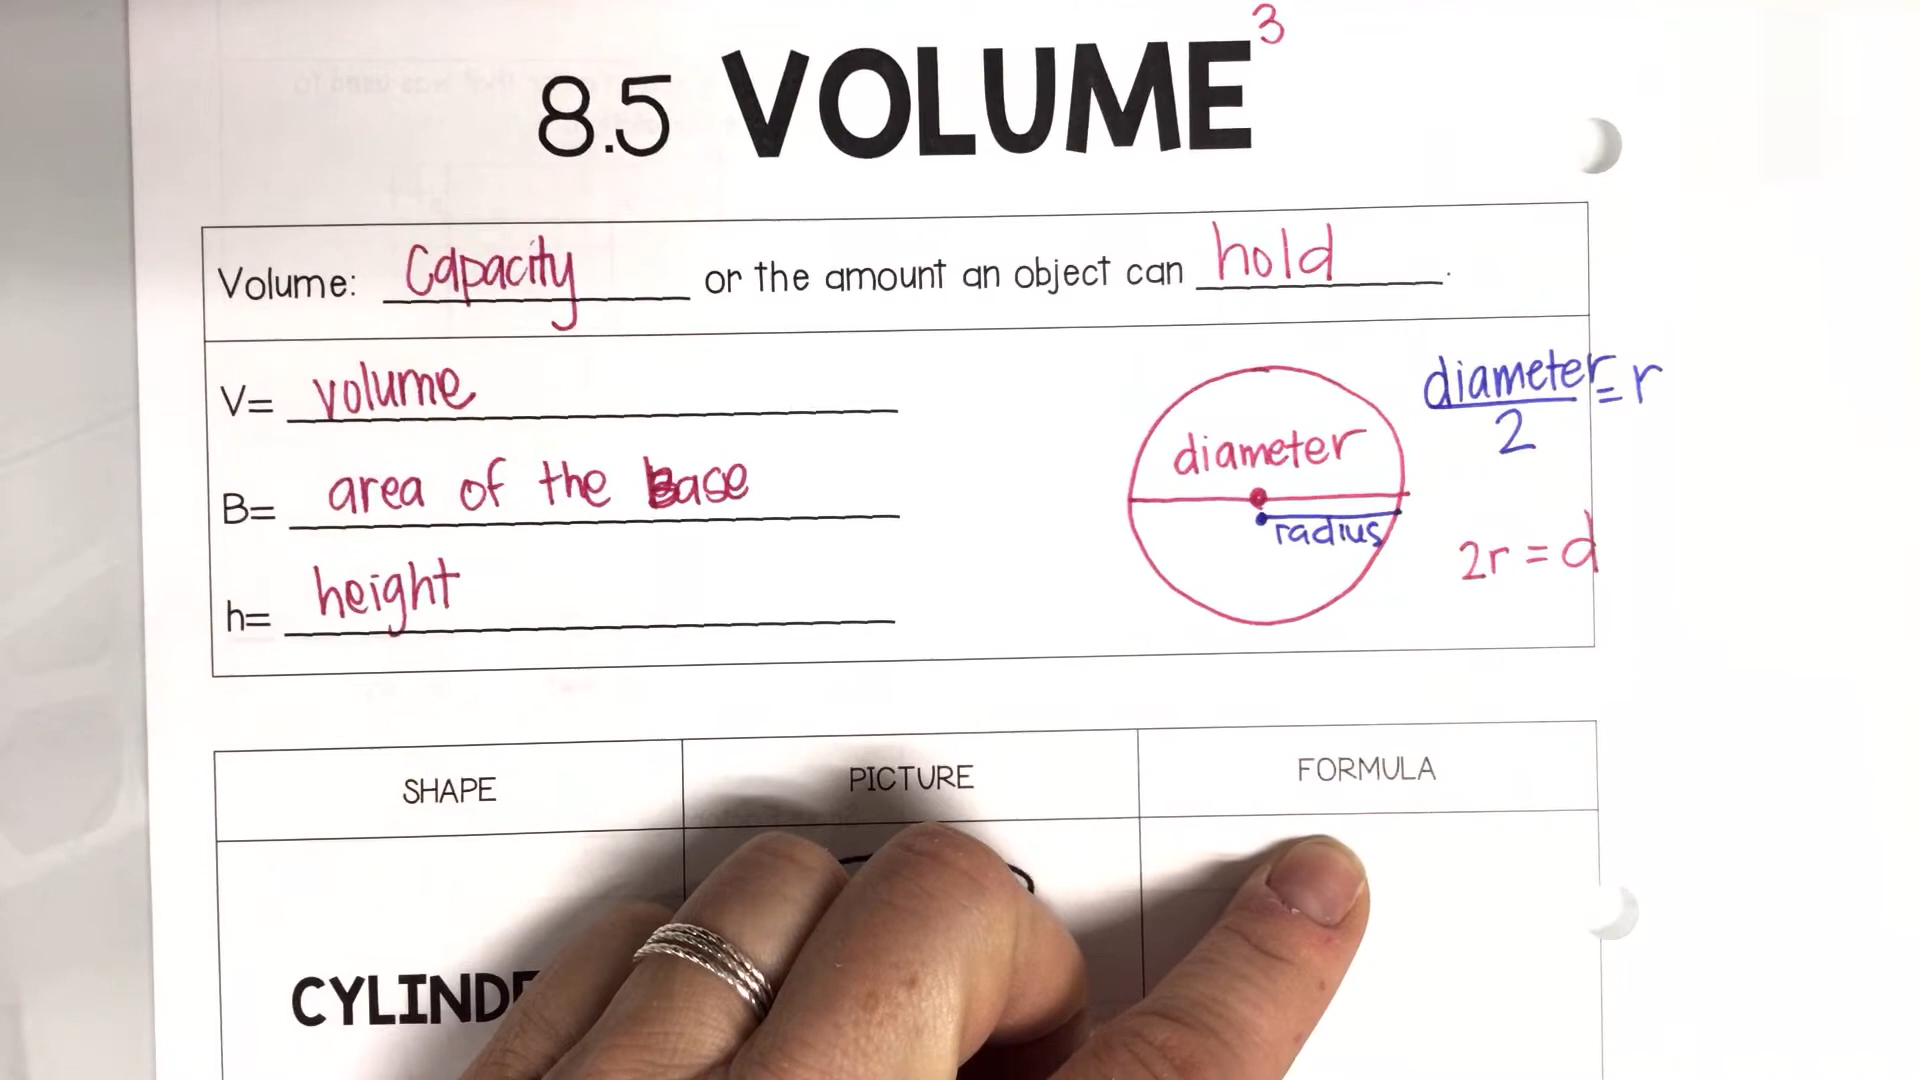 8.5 VOLUME³
Volume: Capacity or the amount an object can hold.
V= volume
B= area of the base
h= height
diameter
radius
diameter = r
2
2r = d
SHAPE PICTURE FORMULA